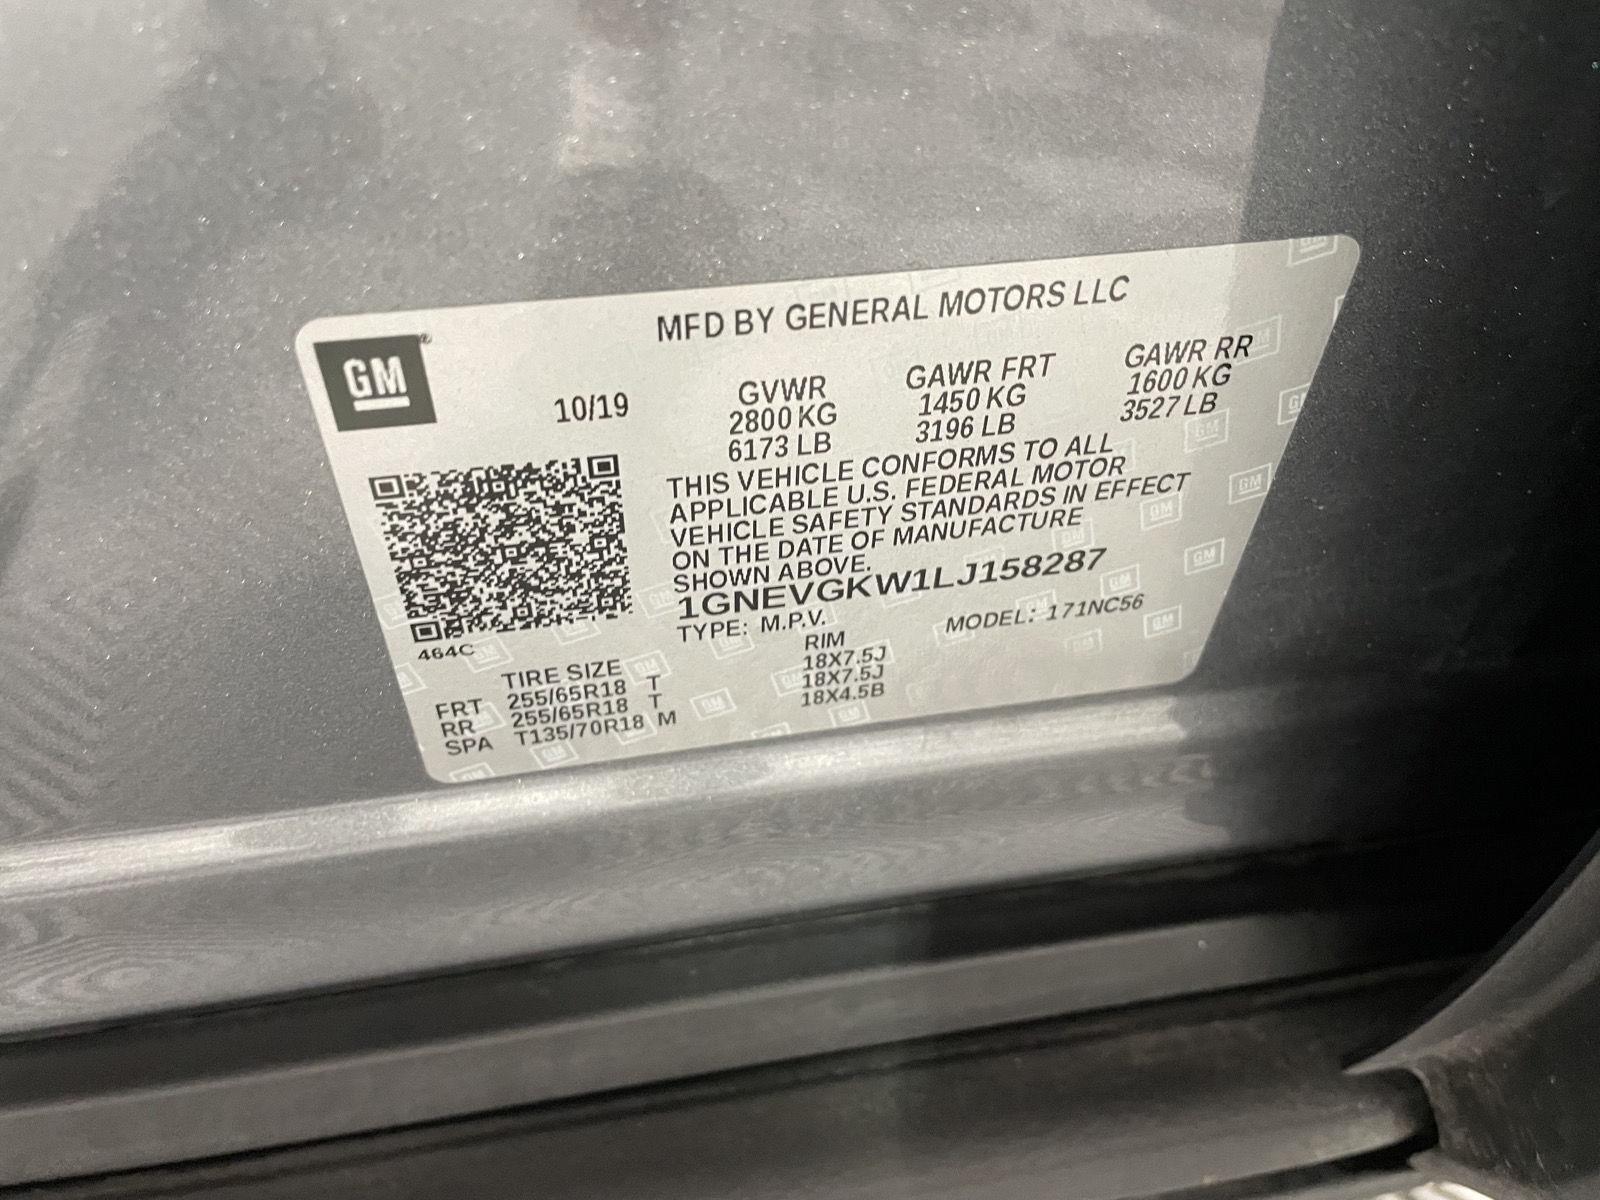 MFD BY GENERAL MOTORS LLC
GM®
10/19
GVWR GAWR FRT GAWR RR
2800 KG 1450 KG 1600 KG
6173 LB 3196 LB 3527 LB
THIS VEHICLE CONFORMS TO ALL
APPLICABLE U.S. FEDERAL MOTOR
VEHICLE SAFETY STANDARDS IN EFFECT
ON THE DATE OF MANUFACTURE
SHOWN ABOVE.
1GNEVGKW1LJ158287
TYPE: M.P.V. MODEL: 171NC56
464C
TIRE SIZE RIM
FRT 255/65R18 T 18X7.5J
RR 255/65R18 T 18X7.5J
SPA T135/70R18 M 18X4.5B